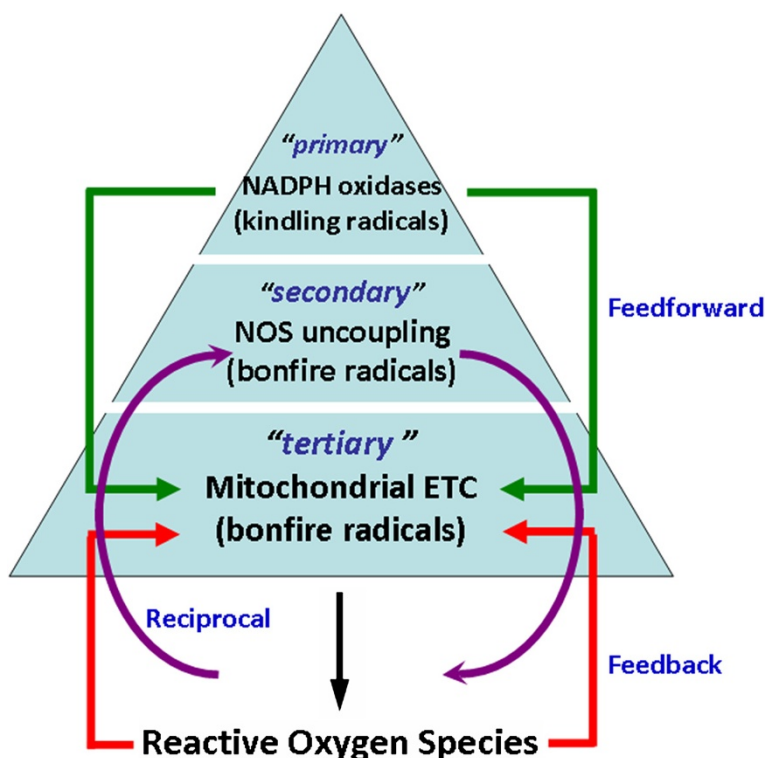 “primary”
NADPH oxidases
(kindling radicals)
“secondary”
Feedforward
NOS uncoupling
(bonfire radicals)
“tertiary ”
Mitochondrial ETC
(bonfire radicals)
Reciprocal
Feedback
Reactive Oxygen Species